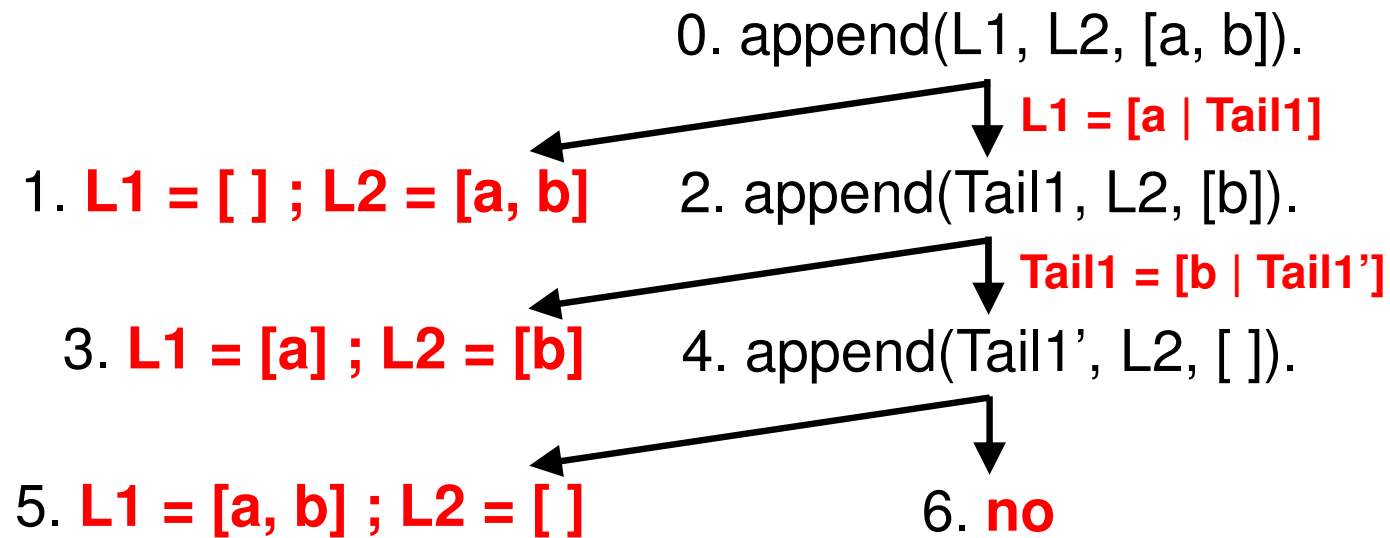 0. append(L1, L2, [a, b]).
L1 = [a | Tail1]
1. L1 = [ ] ; L2 = [a, b]
2. append(Tail1, L2, [b]).
Tail1 = [b | Tail1’]
3. L1 = [a] ; L2 = [b]
4. append(Tail1’, L2, [ ]).
5. L1 = [a, b] ; L2 = [ ]
6. no